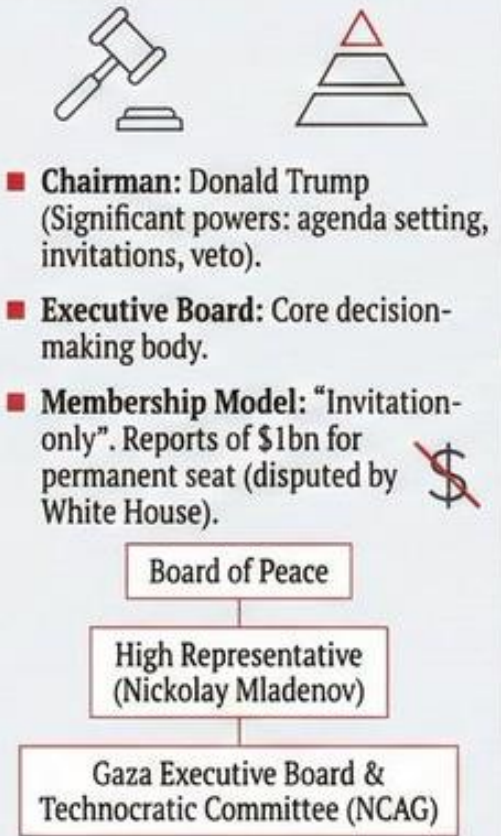 Chairman: Donald Trump
(Significant powers: agenda setting,
invitations, veto).
Executive Board: Core decision-
making body.
Membership Model: “Invitation-
only”. Reports of $1bn for
permanent seat (disputed by
White House).
$
Board of Peace
High Representative
(Nickolay Mladenov)
Gaza Executive Board &
Technocratic Committee (NCAG)